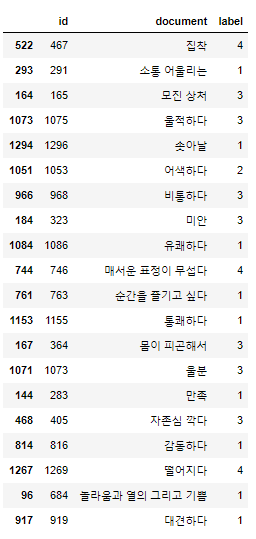 id document label
522 467 집착 4
293 291 소통 어울리는 1
164 165 모진 상처 3
1073 1075 울적하다 3
1294 1296 솟아날 1
1051 1053 어색하다 2
966 968 비통하다 3
184 323 미안 3
1084 1086 유쾌하다 1
744 746 매서운 표정이 무섭다 4
761 763 순간을 즐기고 싶다 1
1153 1155 통쾌하다 1
167 364 몸이 피곤해서 3
1071 1073 울분 3
144 283 만족 1
468 405 자존심 깍다 3
814 816 감동하다 1
1267 1269 떨어지다 4
96 684 놀라움과 열의 그리고 기쁨 1
917 919 대견하다 1